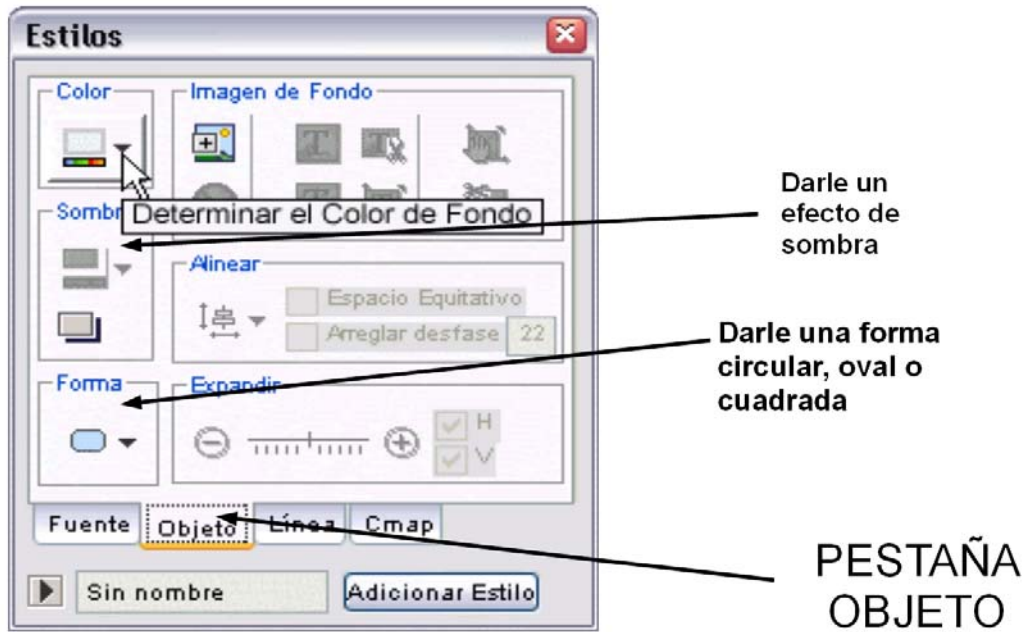 Estilos
Color
Imagen de Fondo
Sombr
Determinar el Color de Fondo
Alinear
Espacio Equitativo
Arreglar desfase 22
Forma
Expandir
H
V
Fuente Objeto Línea Cmap
Sin nombre Adicionar Estilo
Darle un
efecto de
sombra
Darle una forma
circular, oval o
cuadrada
PESTAÑA
OBJETO